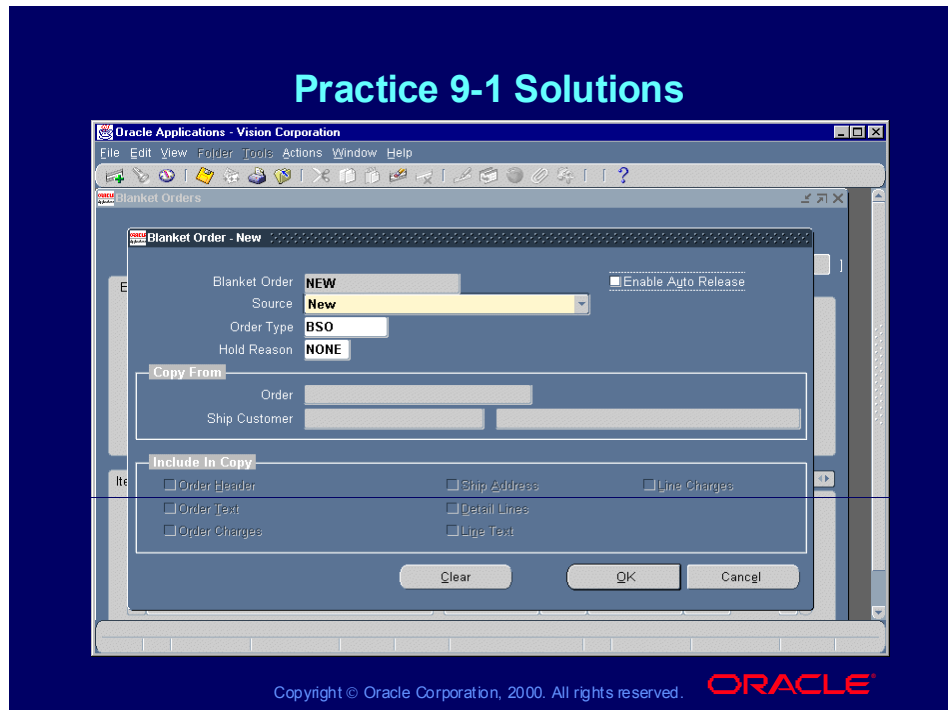 Practice 9-1 Solutions
Oracle Applications - Vision Corporation
File Edit View Folder Tools Actions Window Help
Blanket Orders
Blanket Order - New
Blanket Order NEW Enable Auto Release
Source New
Order Type BSO
Hold Reason NONE
Copy From
Order
Ship Customer
Include In Copy
Order Header Ship Address Line Charges
Order Text Detail Lines
Order Charges Line Text
Clear OK Cancel
Copyright © Oracle Corporation, 2000. All rights reserved. ORACLE®